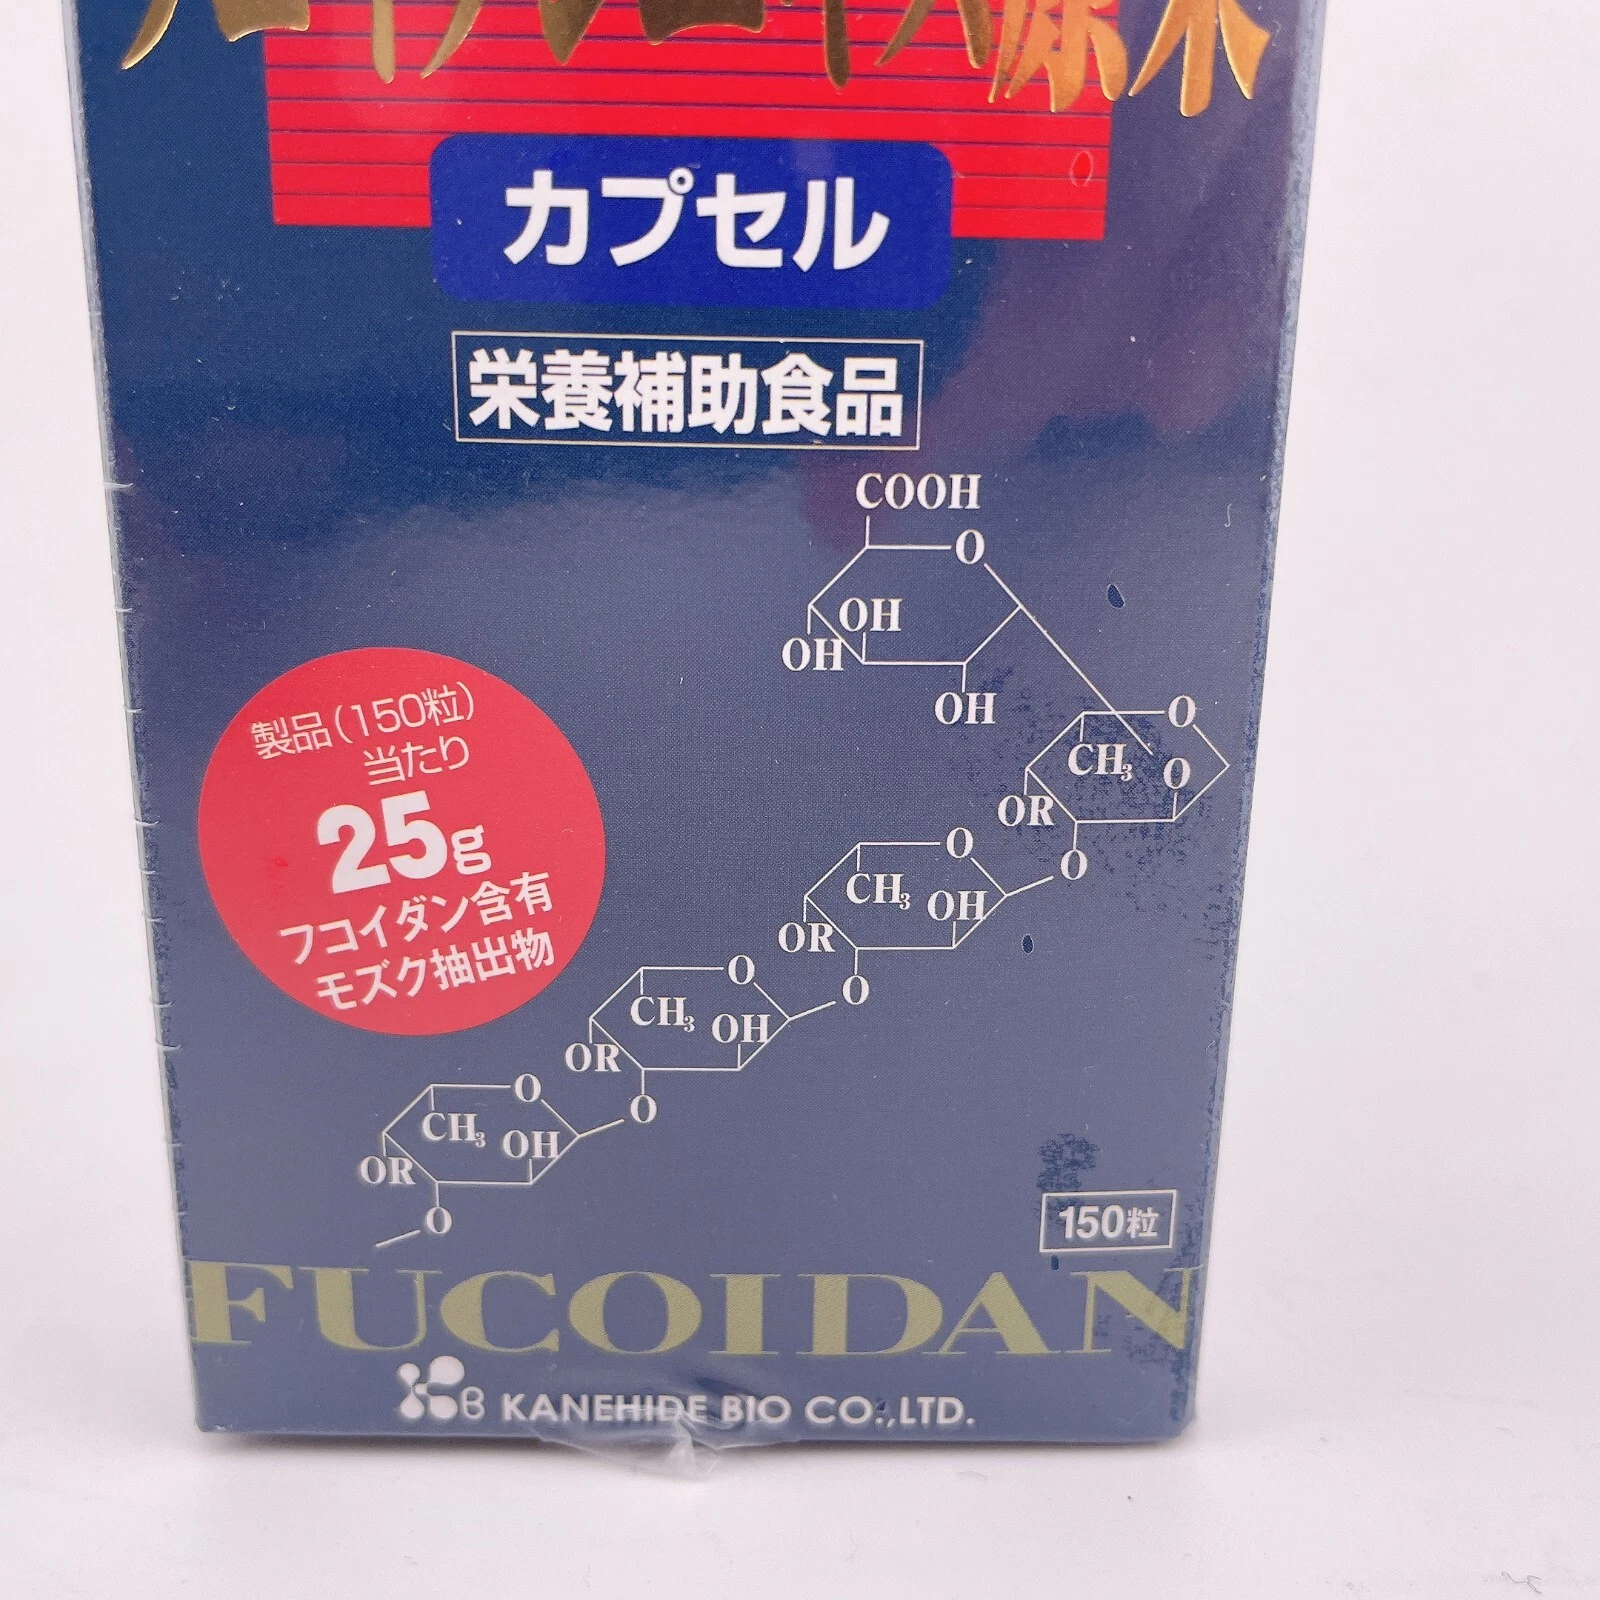 カプセル
栄養補助食品
COOH
O
OH
OH
OH
O
CH3
O
OR
O
O
CH3
OH
OR
O
O
CH3
OH
OR
O
O
CH3
OH
OR
O
製品(150粒)
当たり
25g
フコイダン含有
モズク抽出物
150粒
FUCOIDAN
KB KANEHIDE BIO CO.,LTD.